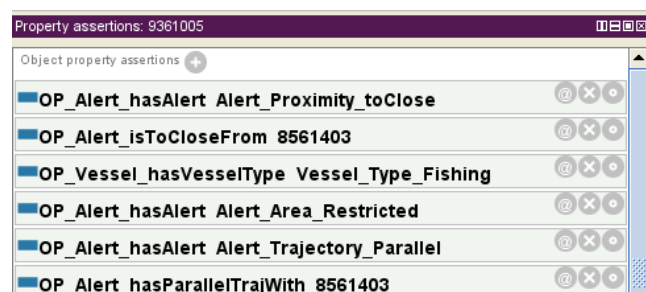 Property assertions: 9361005
Object property assertions
OP_Alert_hasAlert Alert_Proximity_toClose
OP_Alert_isToCloseFrom 8561403
OP_Vessel_hasVesselType Vessel_Type_Fishing
OP_Alert_hasAlert Alert_Area_Restricted
OP_Alert_hasAlert Alert_Trajectory_Parallel
OP_Alert_hasParallelTrajWith 8561403